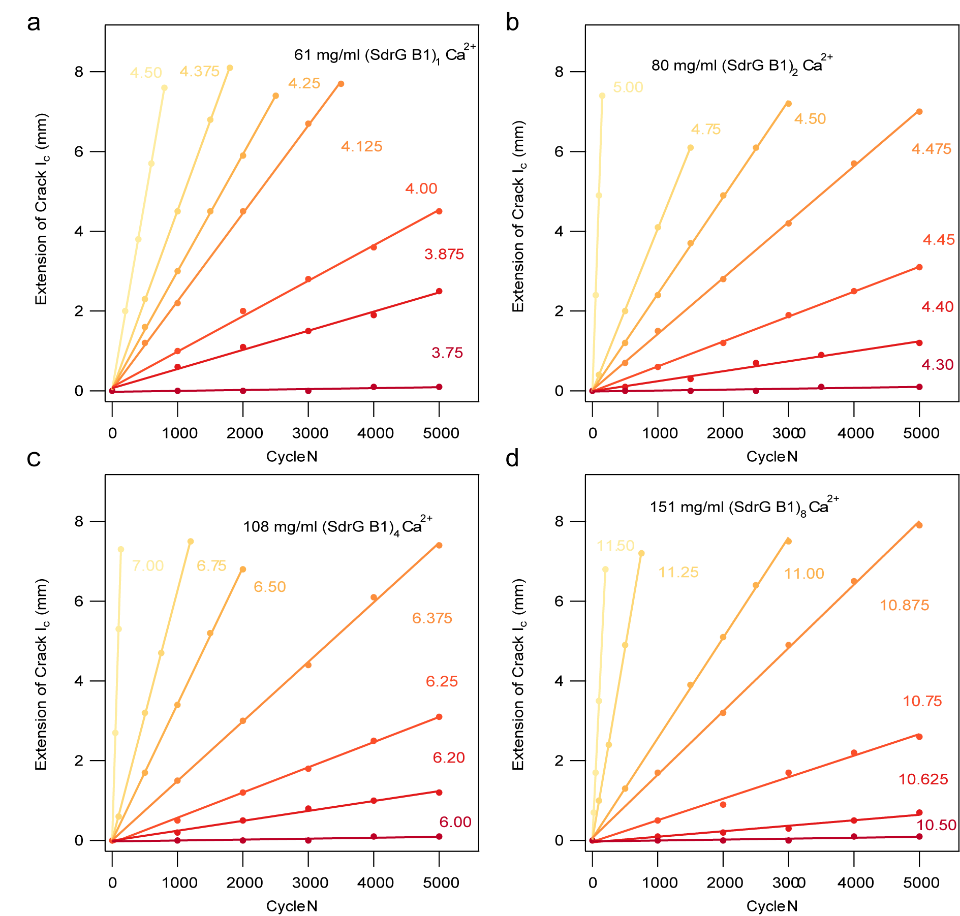 a
61 mg/ml (SdrG B1)1 Ca2+
4.50 4.375 4.25
4.125
4.00
3.875
3.75
8
6
4
2
0
Extension of Crack Ic (mm)
0 1000 2000 3000 4000 5000
Cycle N
b
80 mg/ml (SdrG B1)2 Ca2+
5.00
4.75 4.50
4.475
4.45
4.40
4.30
8
6
4
2
0
Extension of Crack Ic (mm)
0 1000 2000 3000 4000 5000
Cycle N
c
108 mg/ml (SdrG B1)4 Ca2+
7.00 6.75
6.50
6.375
6.25
6.20
6.00
8
6
4
2
0
Extension of Crack Ic (mm)
0 1000 2000 3000 4000 5000
Cycle N
d
151 mg/ml (SdrG B1)8 Ca2+
11.50
11.25 11.00
10.875
10.75
10.625
10.50
8
6
4
2
0
Extension of Crack Ic (mm)
0 1000 2000 3000 4000 5000
Cycle N